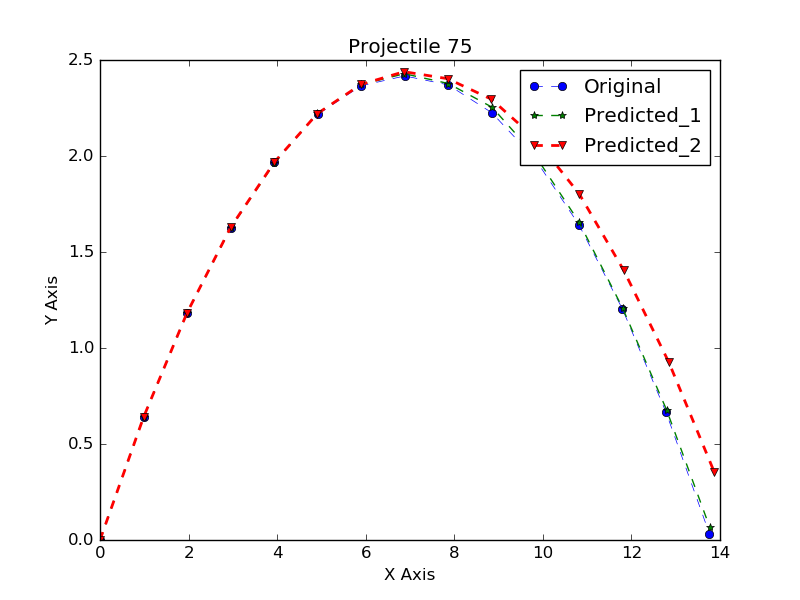 Projectile 75
2.5
2.0
1.5
1.0
0.5
0.0
Y Axis
0 2 4 6 8 10 12 14
X Axis
Original
Predicted_1
Predicted_2